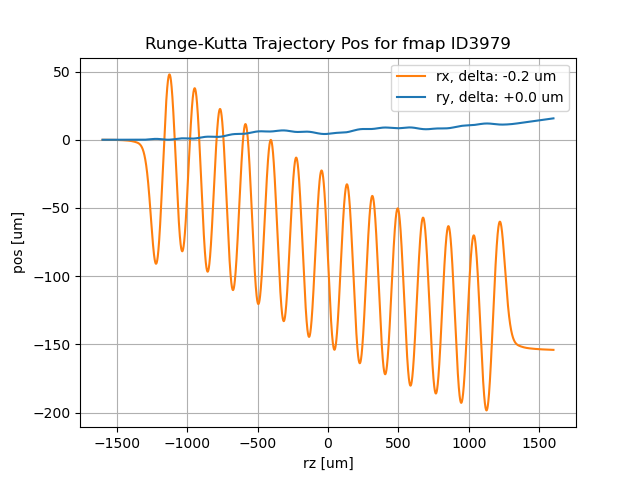 Runge-Kutta Trajectory Pos for fmap ID3979
rx, delta: -0.2 um
ry, delta: +0.0 um
50
0
−50
−100
−150
−200
pos [um]
−1500
−1000
−500
0
500
1000
1500
rz [um]